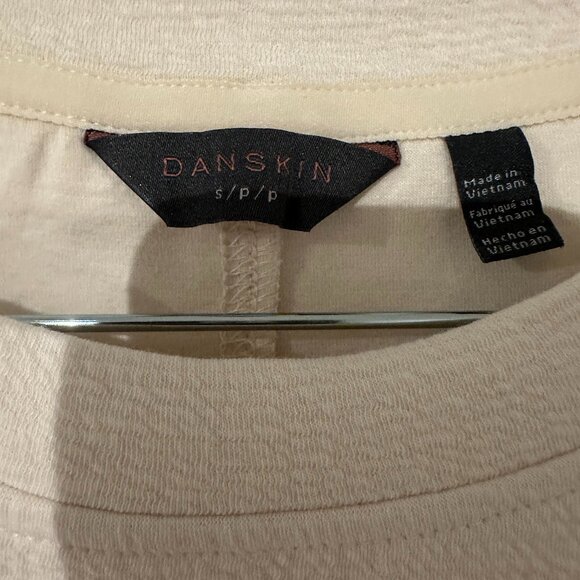 DANSKIN
s/p/p
Made in
Vietnam
Fabriqué au
Vietnam
Hecho en
Vietnam